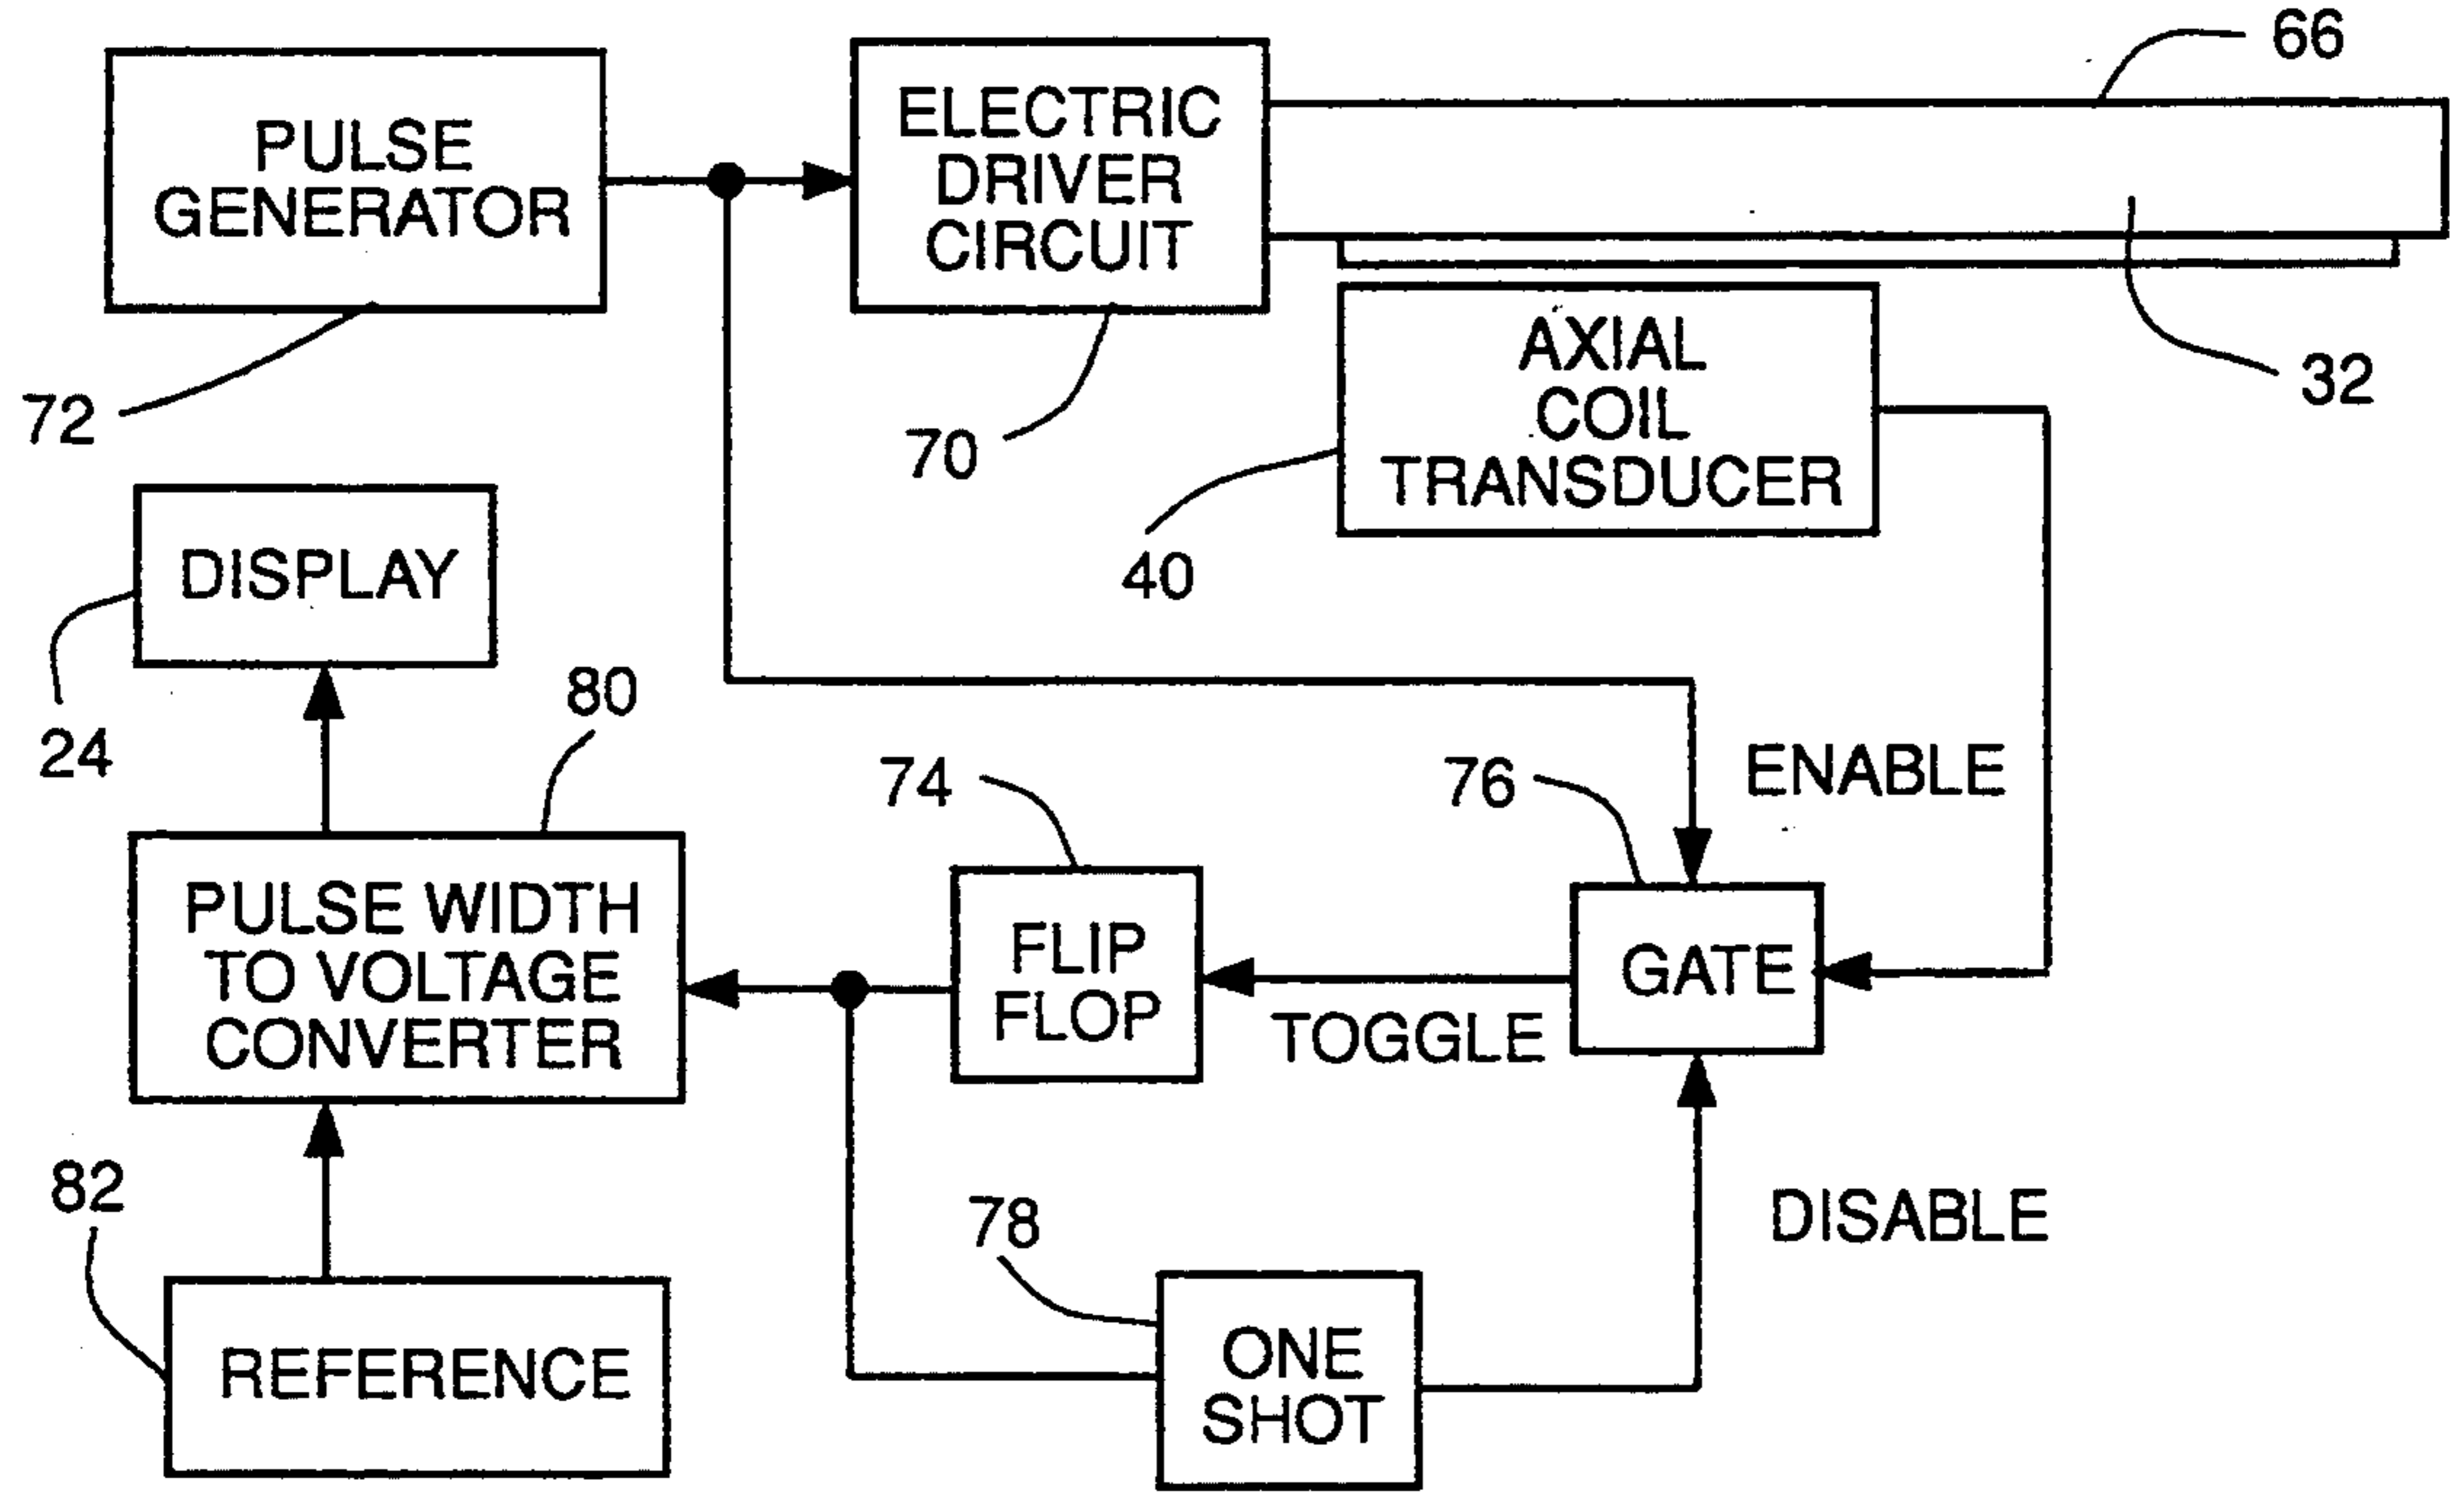 66
PULSE
GENERATOR
ELECTRIC
DRIVER
CIRCUIT
72
70
AXIAL
COIL
TRANSDUCER
32
40
DISPLAY
24
80
74
76
ENABLE
PULSE WIDTH
TO VOLTAGE
CONVERTER
FLIP
FLOP
TOGGLE
GATE
82
78
DISABLE
REFERENCE
ONE
SHOT